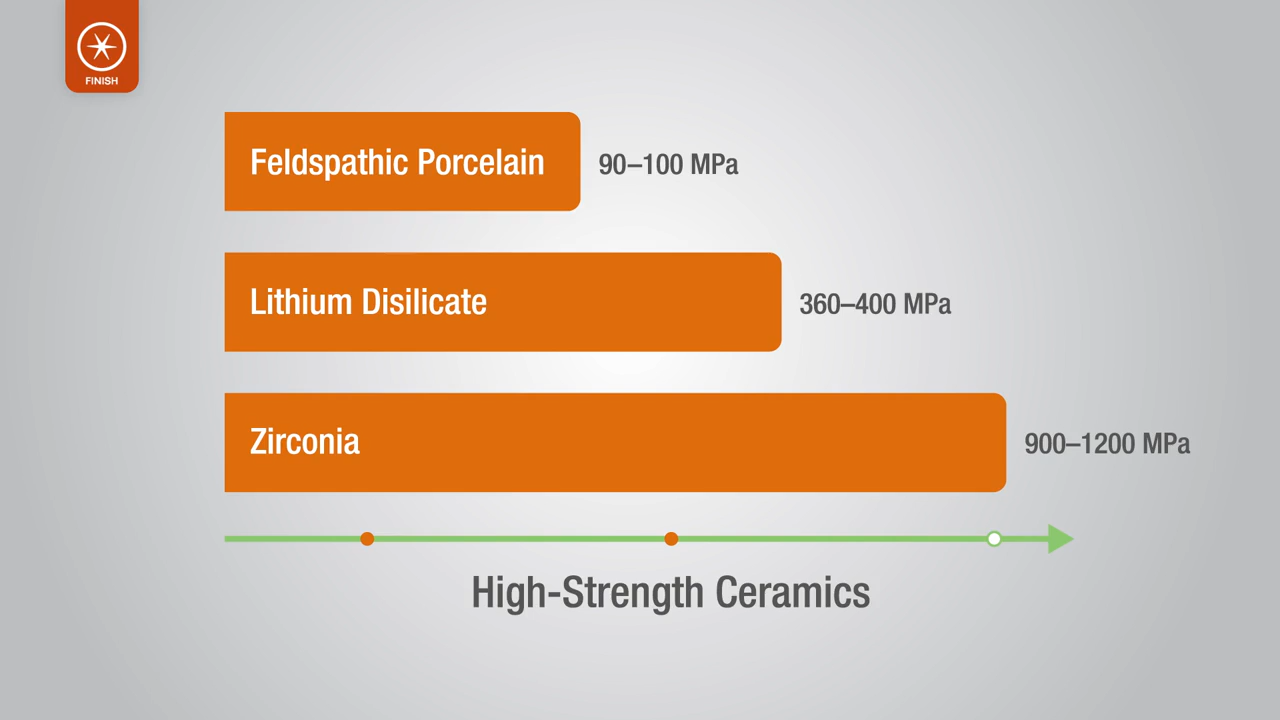 FINISH
Feldspathic Porcelain
90–100 MPa
Lithium Disilicate
360–400 MPa
Zirconia
900–1200 MPa
High-Strength Ceramics